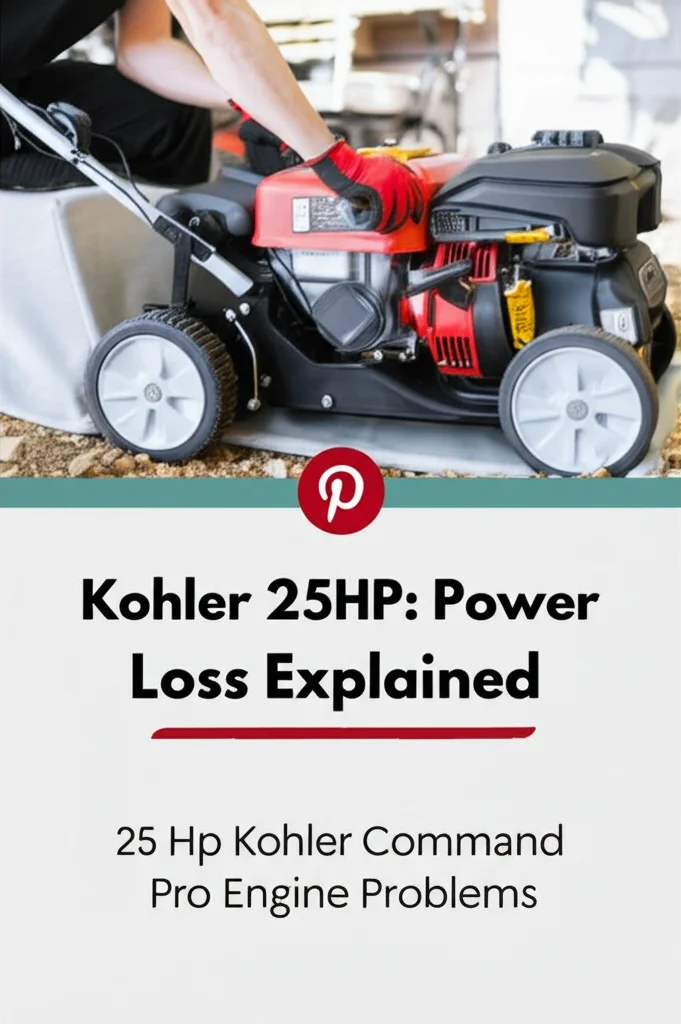 Kohler 25HP: Power
Loss Explained
25 Hp Kohler Command
Pro Engine Problems